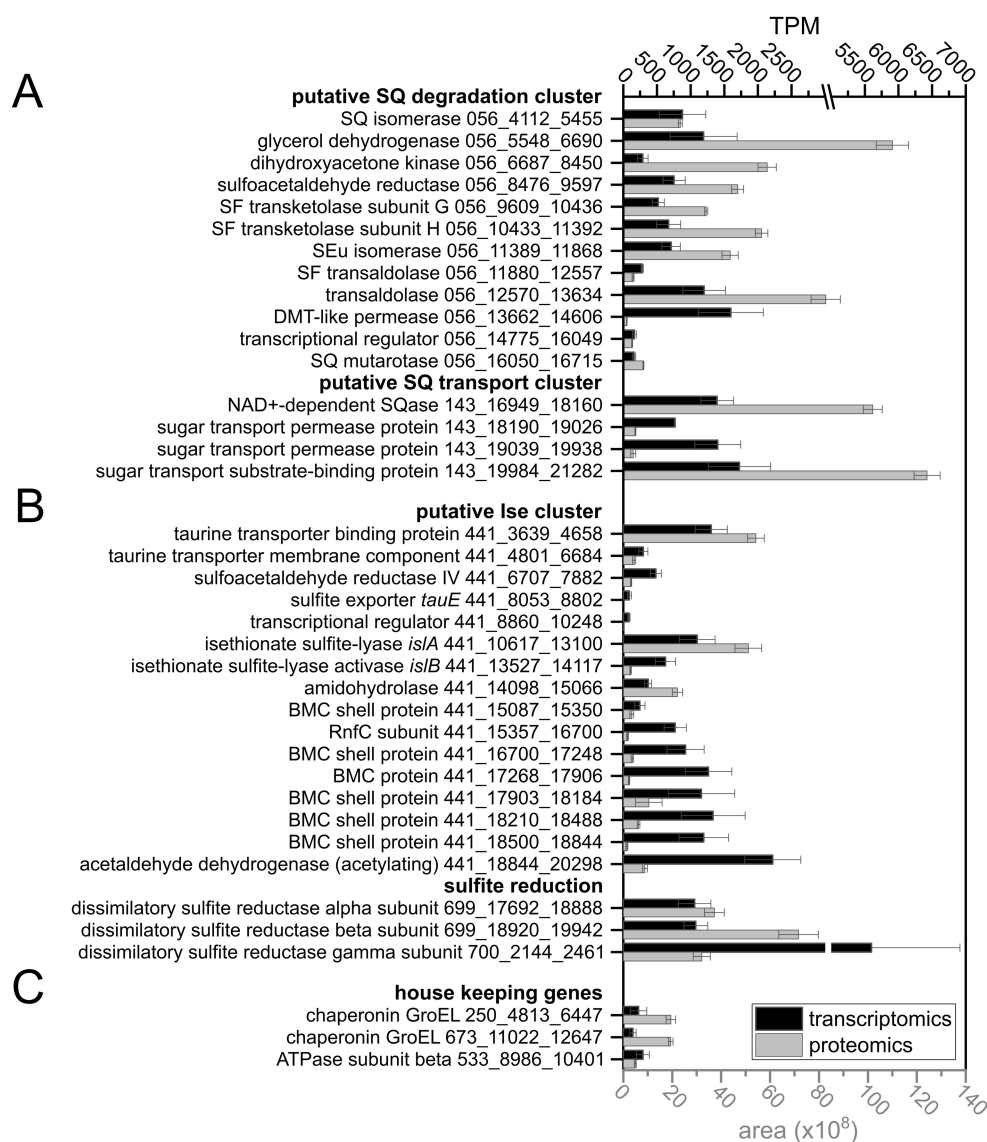 TPM
0 500 1000 1500 2000 2500 5500 6000 6500 7000
A
putative SQ degradation cluster
SQ isomerase 056_4112_5455
glycerol dehydrogenase 056_5548_6690
dihydroxyacetone kinase 056_6687_8450
sulfoacetaldehyde reductase 056_8476_9597
SF transketolase subunit G 056_9609_10436
SF transketolase subunit H 056_10433_11392
SEu isomerase 056_11389_11868
SF transaldolase 056_11880_12557
transaldolase 056_12570_13634
DMT-like permease 056_13662_14606
transcriptional regulator 056_14775_16049
SQ mutarotase 056_16050_16715
putative SQ transport cluster
NAD+-dependent SQase 143_16949_18160
sugar transport permease protein 143_18190_19026
sugar transport permease protein 143_19039_19938
sugar transport substrate-binding protein 143_19984_21282
B
putative Ise cluster
taurine transporter binding protein 441_3639_4658
taurine transporter membrane component 441_4801_6684
sulfoacetaldehyde reductase IV 441_6707_7882
sulfite exporter tauE 441_8053_8802
transcriptional regulator 441_8860_10248
isethionate sulfite-lyase islA 441_10617_13100
isethionate sulfite-lyase activase islB 441_13527_14117
amidohydrolase 441_14098_15066
BMC shell protein 441_15087_15350
RnfC subunit 441_15357_16700
BMC shell protein 441_16700_17248
BMC protein 441_17268_17906
BMC shell protein 441_17903_18184
BMC shell protein 441_18210_18488
BMC shell protein 441_18500_18844
acetaldehyde dehydrogenase (acetylating) 441_18844_20298
sulfite reduction
dissimilatory sulfite reductase alpha subunit 699_17692_18888
dissimilatory sulfite reductase beta subunit 699_18920_19942
dissimilatory sulfite reductase gamma subunit 700_2144_2461
C
house keeping genes
chaperonin GroEL 250_4813_6447
chaperonin GroEL 673_11022_12647
ATPase subunit beta 533_8986_10401
transcriptomics
proteomics
0 20 40 60 80 100 120 140
area (x10⁸)